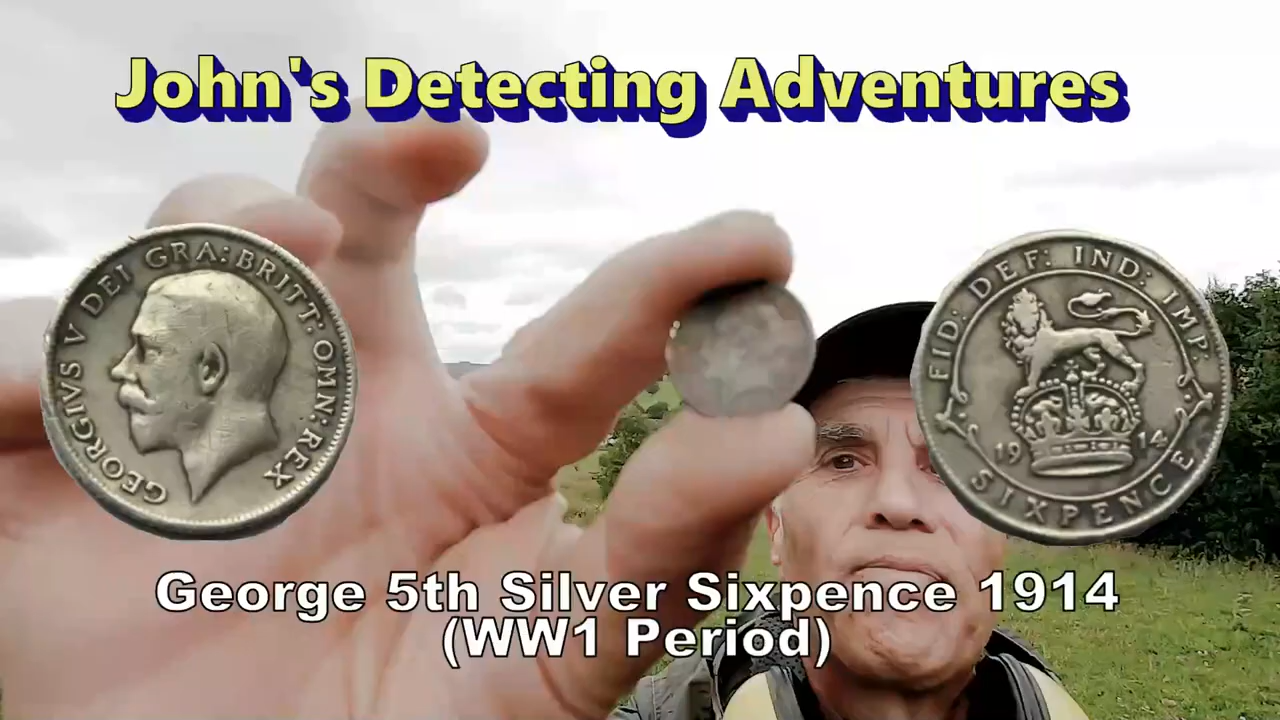 John's Detecting Adventures
GEORGIVS V DEI GRA: BRITT: OMN: REX
FID: DEF: IND: IMP:
19 14
SIXPENCE
George 5th Silver Sixpence 1914
(WW1 Period)